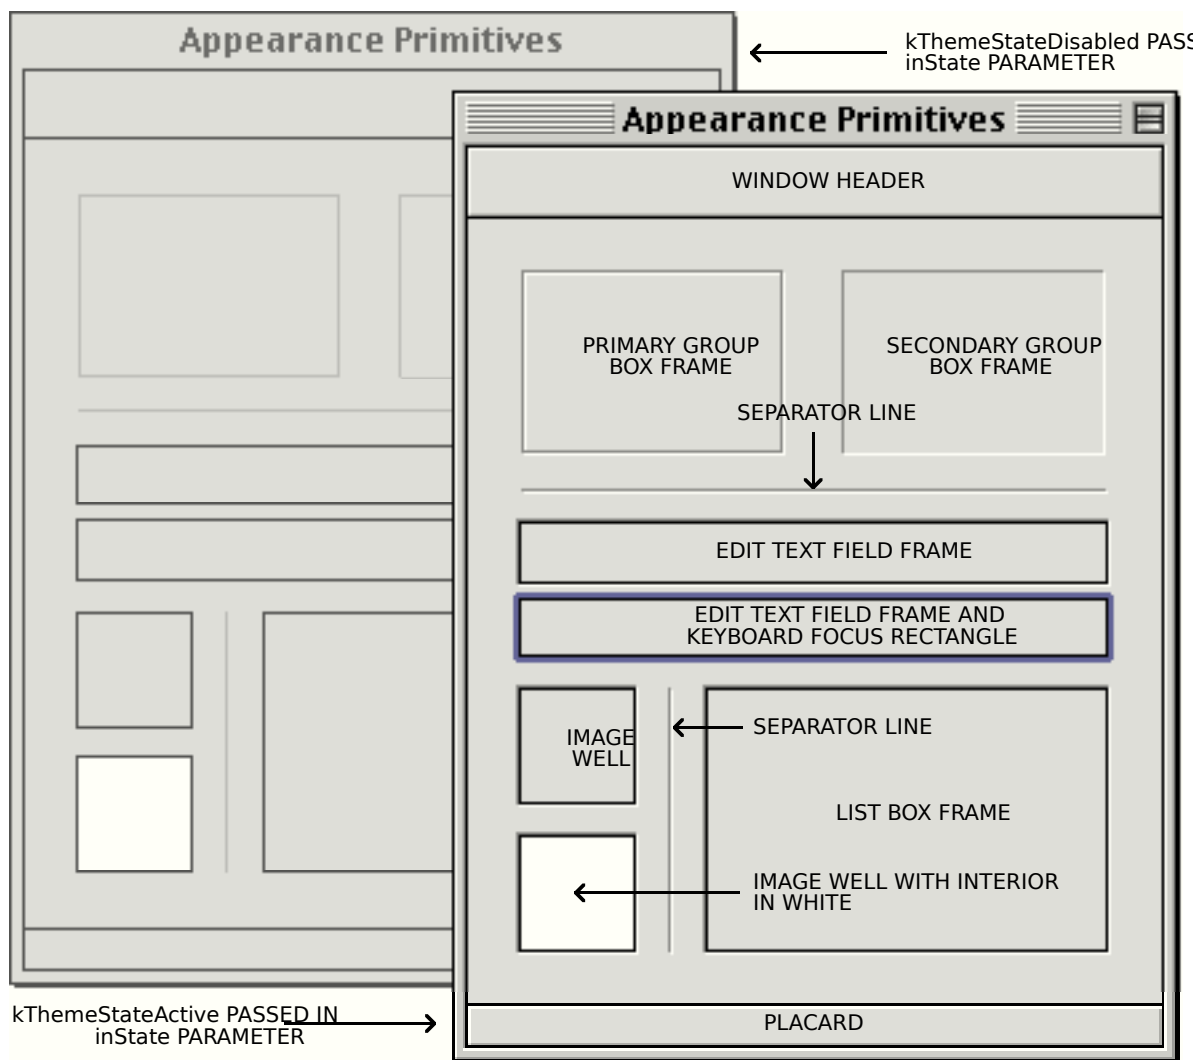 Appearance Primitives
kThemeStateDisabled PASS
inState PARAMETER
Appearance Primitives
WINDOW HEADER
PRIMARY GROUP
BOX FRAME
SECONDARY GROUP
BOX FRAME
SEPARATOR LINE
EDIT TEXT FIELD FRAME
EDIT TEXT FIELD FRAME AND
KEYBOARD FOCUS RECTANGLE
IMAGE
WELL
SEPARATOR LINE
LIST BOX FRAME
IMAGE WELL WITH INTERIOR
IN WHITE
kThemeStateActive PASSED IN
inState PARAMETER
PLACARD